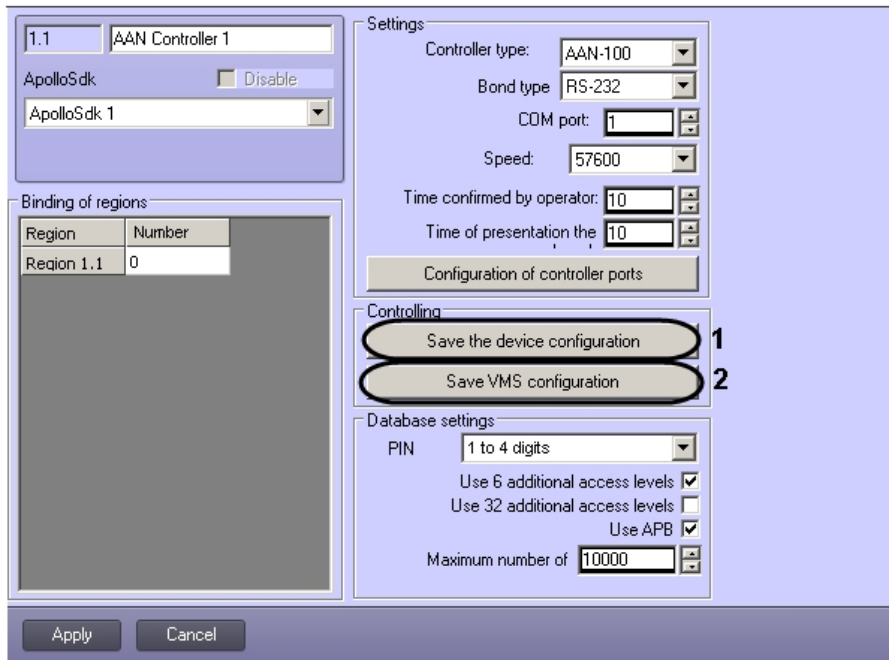 1.1 AAN Controller 1
ApolloSdk Disable
ApolloSdk 1
Binding of regions
Region Number
Region 1.1 0
Settings
Controller type: AAN-100
Bond type RS-232
COM port: 1
Speed: 57600
Time confirmed by operator: 10
Time of presentation the 10
Configuration of controller ports
Controlling
Save the device configuration 1
Save VMS configuration 2
Database settings
PIN 1 to 4 digits
Use 6 additional access levels
Use 32 additional access levels
Use APB
Maximum number of 10000
Apply Cancel